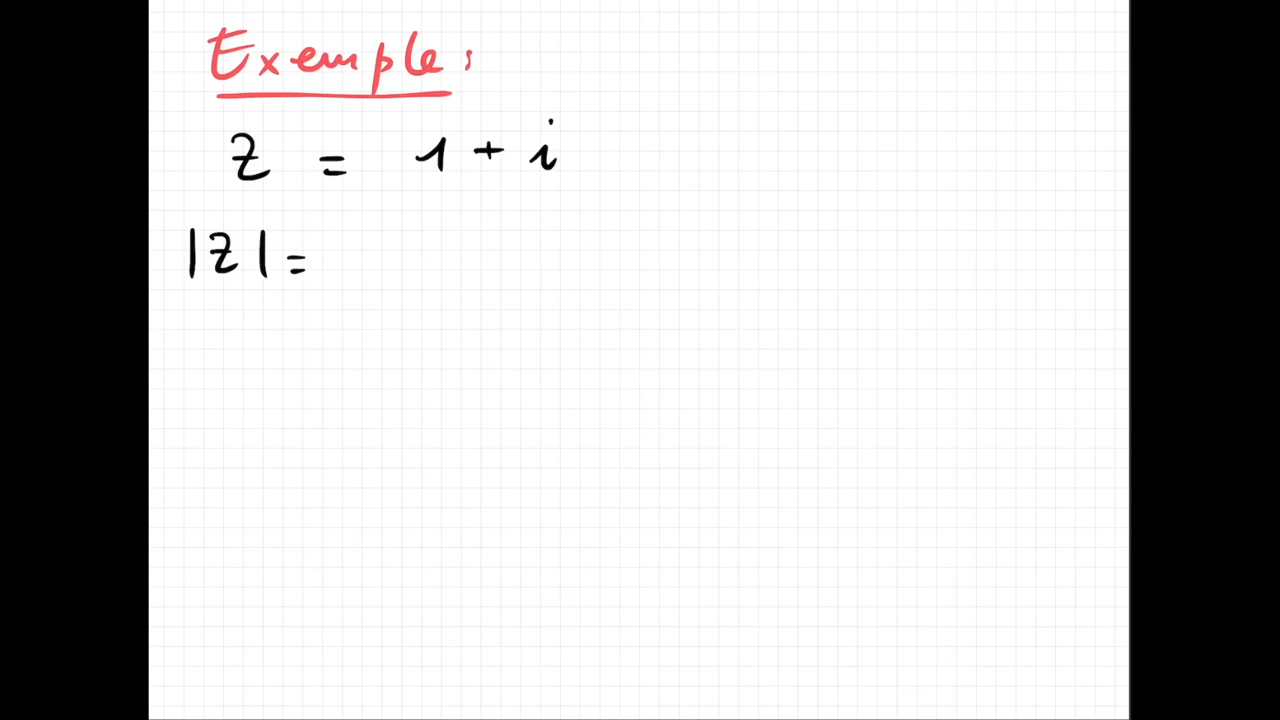 Exemple :
z = 1 + i
|z| =